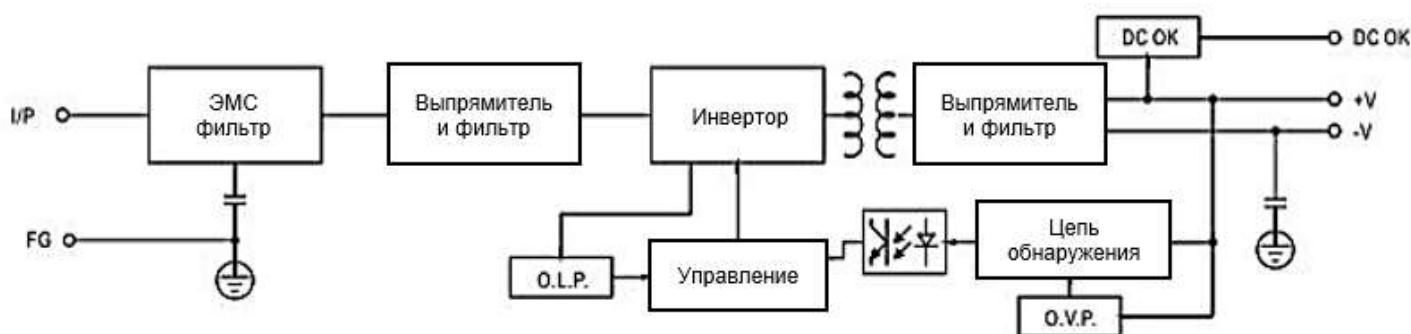 DC OK
DC OK
I/P
ЭМС
фильтр
Выпрямитель
и фильтр
Инвертор
Выпрямитель
и фильтр
+V
-V
FG
O.L.P.
Управление
Цепь
обнаружения
O.V.P.